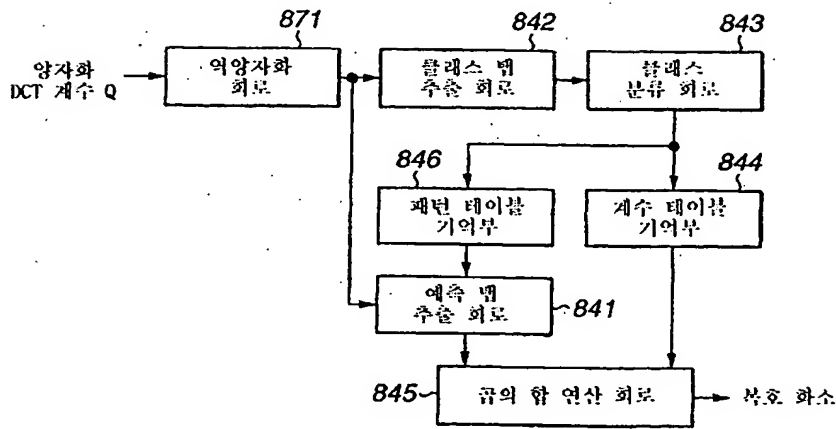 871
842
843
양자화
DCT 계수 Q
역양자화
회로
클래스 탭
추출 회로
클래스
분류 회로
846
844
패턴 테이블
기억부
계수 테이블
기억부
예측 탭
추출 회로
841
845
곱의 합 연산 회로
복호 화소